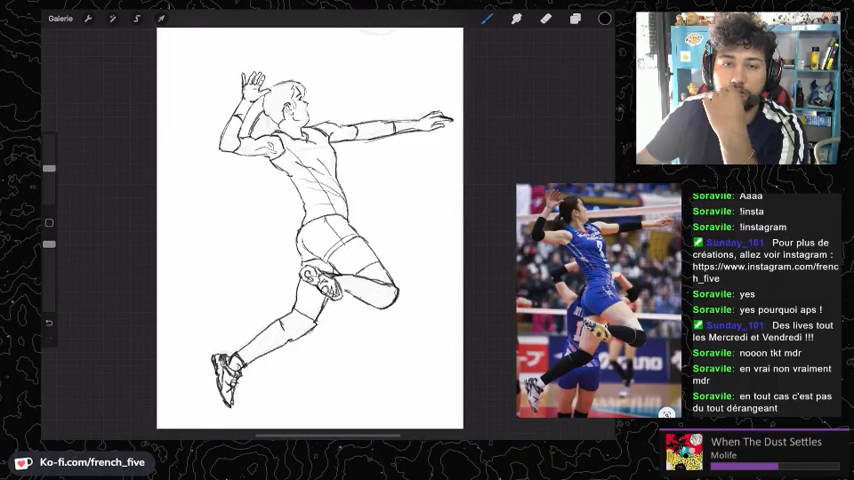 Galerie
Soravile: Aaaa
Soravile: !insta
Soravile: !instagram
Sunday_101: Pour plus de
créations, allez voir instagram :
https://www.instagram.com/frenc
h_five
Soravile: yes
Soravile: yes pourquoi aps !
Sunday_101: Des lives tout
les Mercredi et Vendredi !!!
Soravile: nooon tkt mdr
Soravile: en vrai non vraiment
mdr
Soravile: en tout cas c'est pas
du tout dérangeant
When The Dust Settles
Molife
Ko-fi.com/french_five